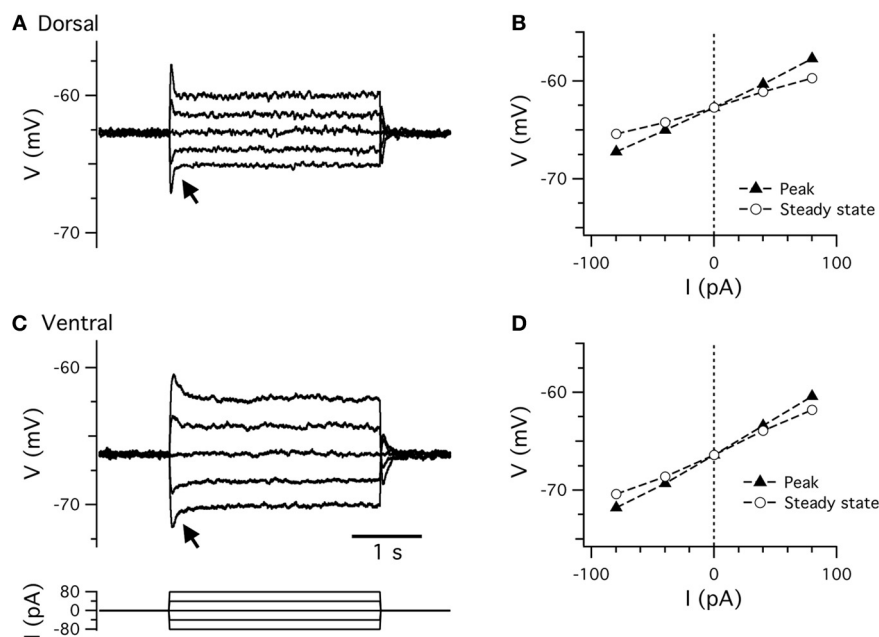 A Dorsal
-60
-70
V (mV)
B
-60
-70
V (mV)
Peak
Steady state
-100 0 100
I (pA)
C Ventral
-60
-70
V (mV)
1 s
80
0
-80
I (pA)
D
-60
-70
V (mV)
Peak
Steady state
-100 0 100
I (pA)